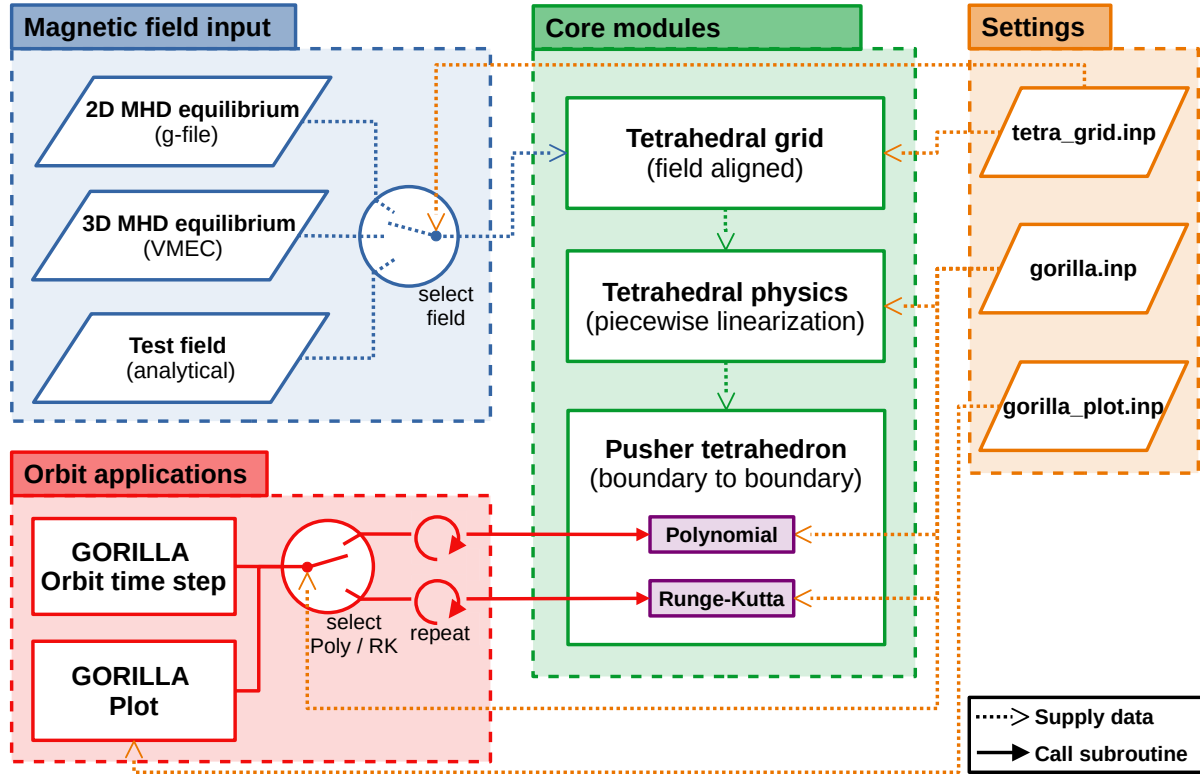 Magnetic field input
2D MHD equilibrium
(g-file)
3D MHD equilibrium
(VMEC)
Test field
(analytical)
select
field
Core modules
Tetrahedral grid
(field aligned)
Tetrahedral physics
(piecewise linearization)
Pusher tetrahedron
(boundary to boundary)
Polynomial
Runge-Kutta
Settings
tetra_grid.inp
gorilla.inp
gorilla_plot.inp
Orbit applications
GORILLA
Orbit time step
GORILLA
Plot
select
Poly / RK
repeat
Supply data
Call subroutine